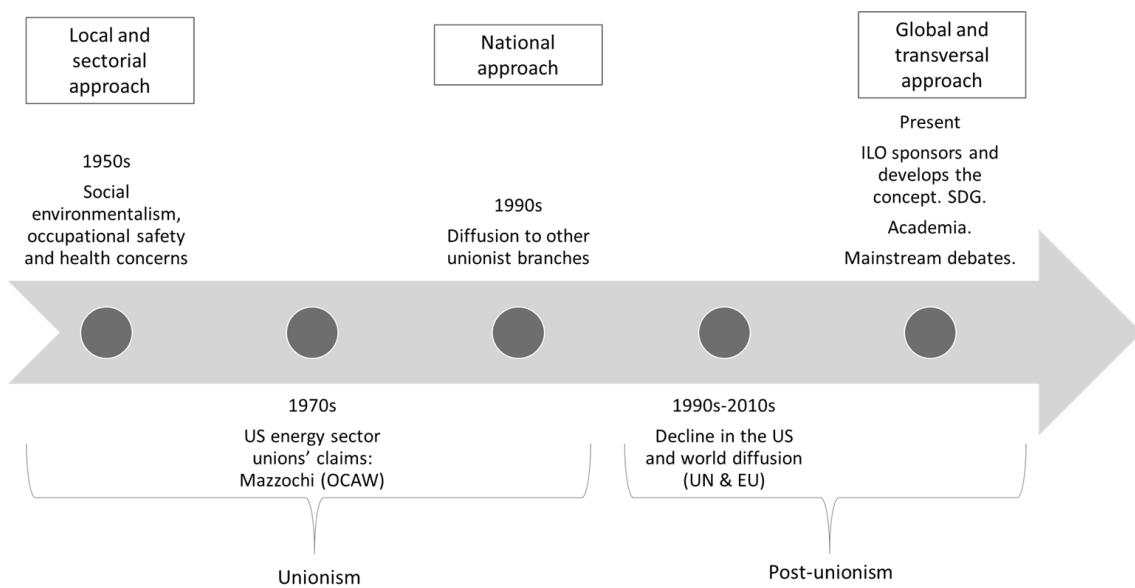 Local and
sectorial
approach
National
approach
Global and
transversal
approach
1950s
Social
environmentalism,
occupational safety
and health concerns
1990s
Diffusion to other
unionist branches
Present
ILO sponsors and
develops the
concept. SDG.
Academia.
Mainstream debates.
1970s
US energy sector
unions’ claims:
Mazzochi (OCAW)
1990s-2010s
Decline in the US
and world diffusion
(UN & EU)
Unionism
Post-unionism